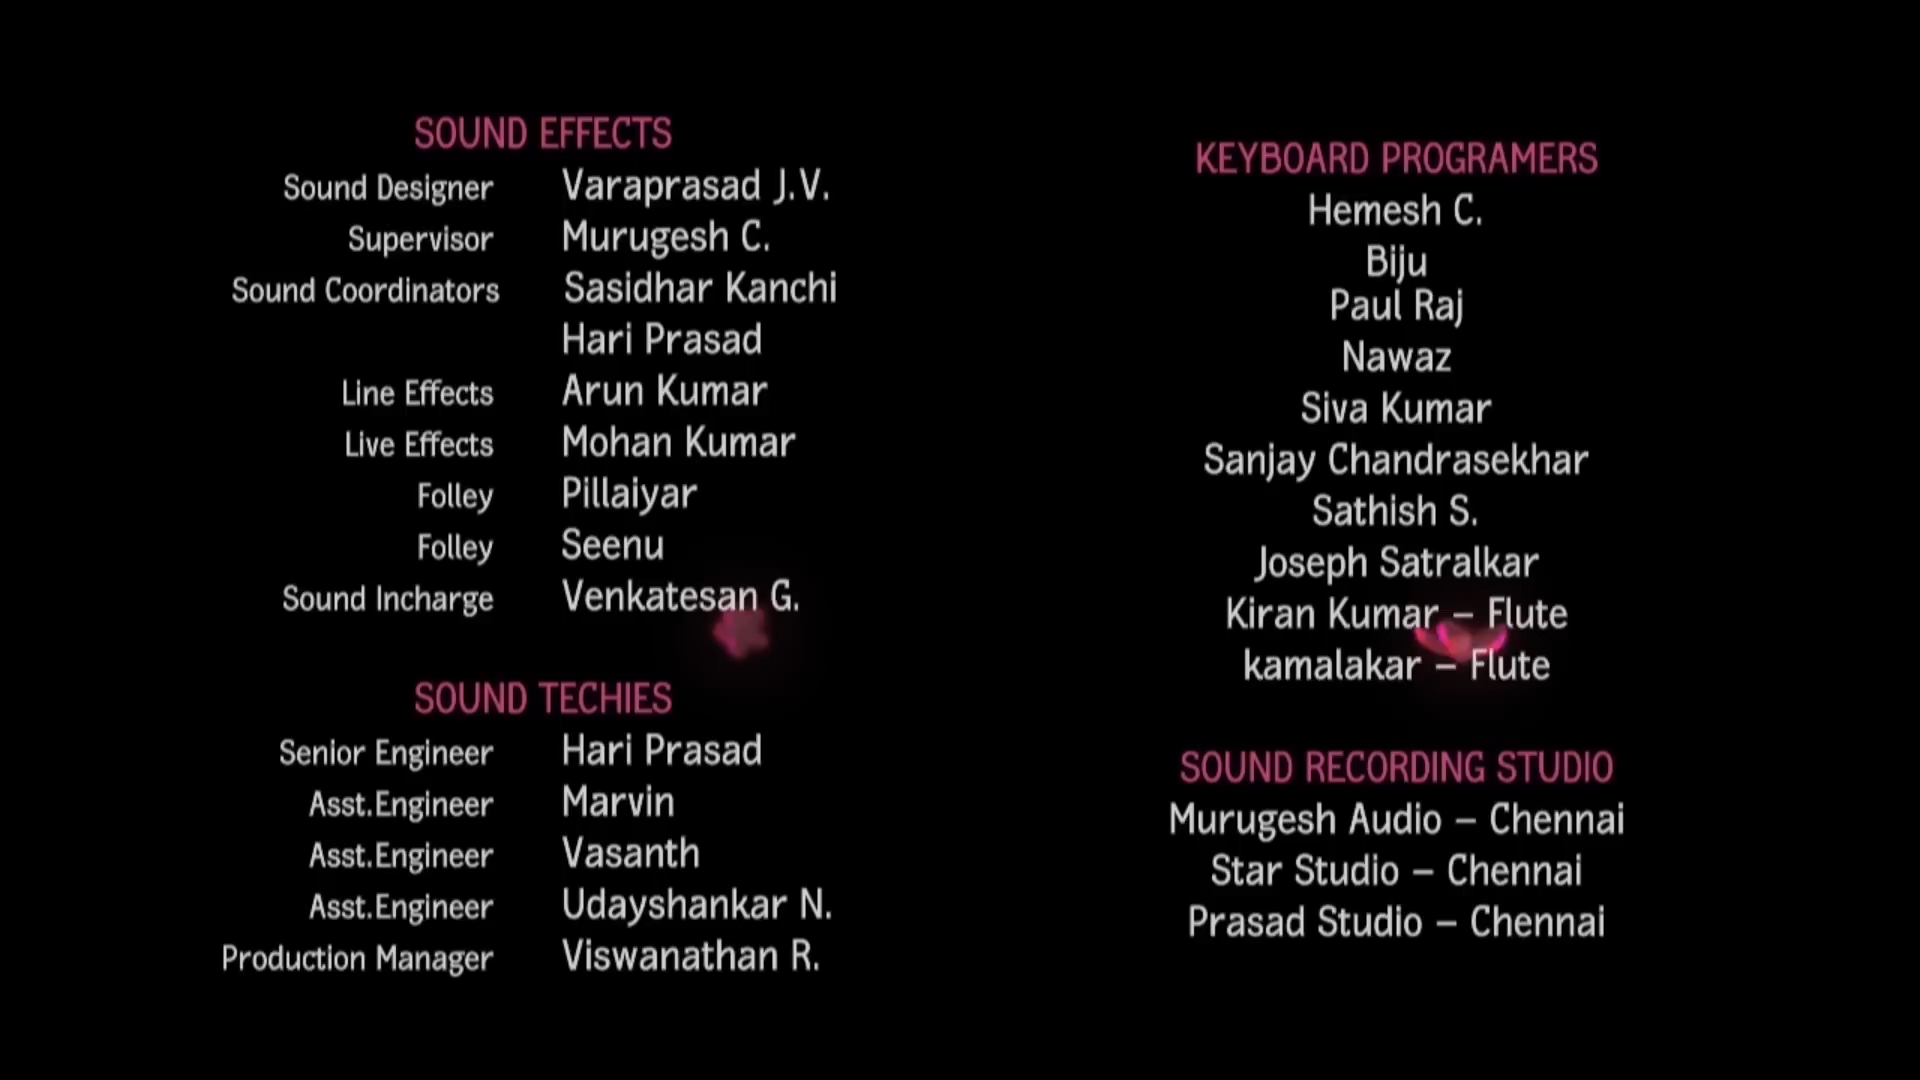 SOUND EFFECTS
Sound Designer Varaprasad J.V.
Supervisor Murugesh C.
Sound Coordinators Sasidhar Kanchi
Hari Prasad
Line Effects Arun Kumar
Live Effects Mohan Kumar
Folley Pillaiyar
Folley Seenu
Sound Incharge Venkatesan G.
SOUND TECHIES
Senior Engineer Hari Prasad
Asst.Engineer Marvin
Asst.Engineer Vasanth
Asst.Engineer Udayshankar N.
Production Manager Viswanathan R.
KEYBOARD PROGRAMERS
Hemesh C.
Biju
Paul Raj
Nawaz
Siva Kumar
Sanjay Chandrasekhar
Sathish S.
Joseph Satralkar
Kiran Kumar – Flute
kamalakar – Flute
SOUND RECORDING STUDIO
Murugesh Audio – Chennai
Star Studio – Chennai
Prasad Studio – Chennai